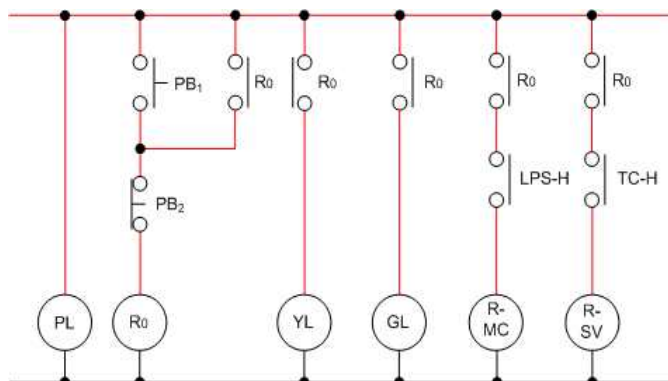 PB₁
R₀
R₀
R₀
R₀
R₀
LPS-H
TC-H
PB₂
PL
R₀
YL
GL
R-
MC
R-
SV